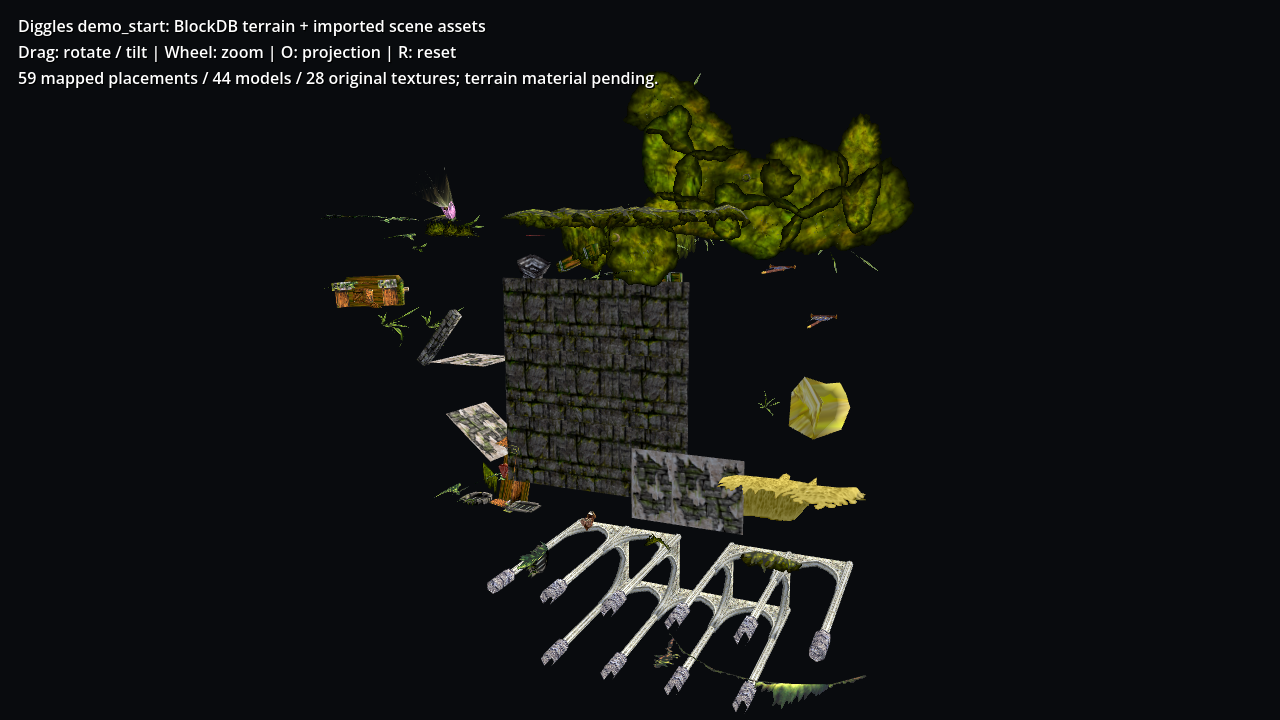 Diggles demo_start: BlockDB terrain + imported scene assets
Drag: rotate / tilt | Wheel: zoom | O: projection | R: reset
59 mapped placements / 44 models / 28 original textures; terrain material pending.